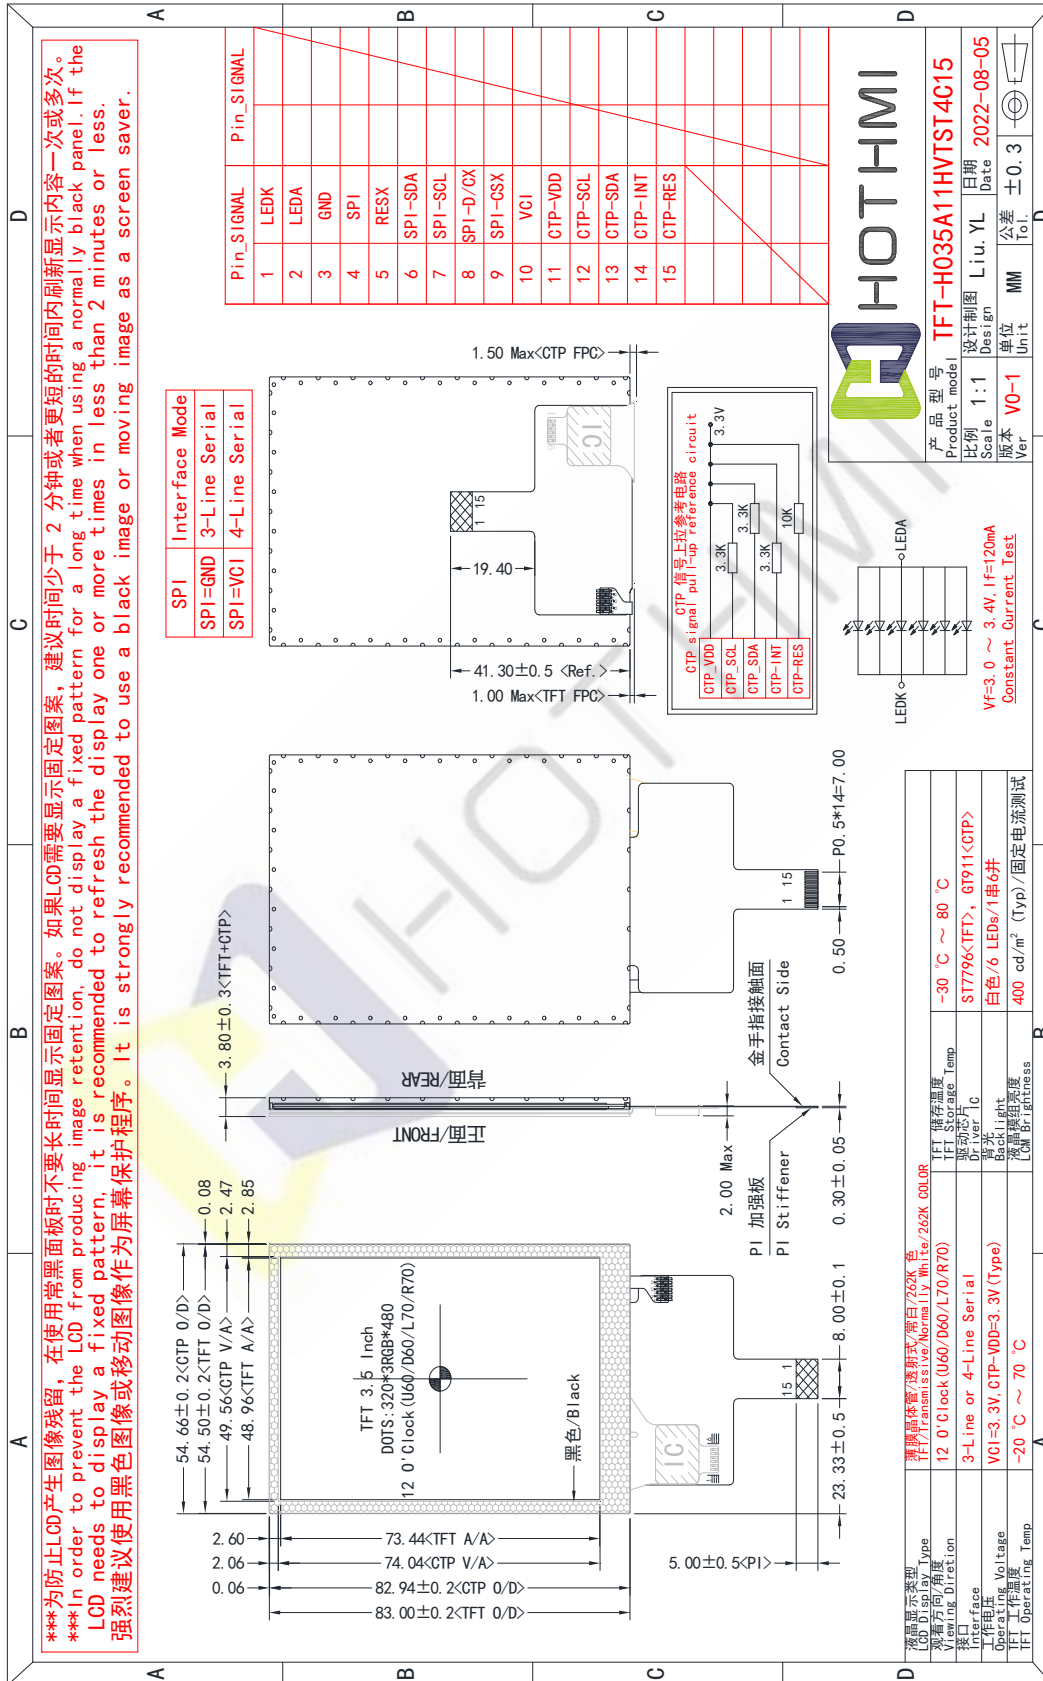 ***为防止LCD产生图像残留, 在使用常黑面板时不要长时间显示固定图案。如果LCD需要显示固定图案, 建议时间少于 2 分钟或者更短的时间内刷新显示内容一次或多次。
***In order to prevent the LCD from producing image retention, do not display a fixed pattern for a long time when using a normally black panel. If the
LCD needs to display a fixed pattern, it is recommended to refresh the display one or more times in less than 2 minutes or less.
强烈建议使用黑色图像或移动图像作为屏幕保护程序。It is strongly recommended to use a black image or moving image as a screen saver.
A
B
C
D
SPI Interface Mode
SPI=GND 3-Line Serial
SPI=VCI 4-Line Serial
Pin_SIGNAL Pin_SIGNAL
1 LEDK
2 LEDA
3 GND
4 SPI
5 RESX
6 SPI-SDA
7 SPI-SCL
8 SPI-D/CX
9 SPI-CSX
10 VCI
11 CTP-VDD
12 CTP-SCL
13 CTP-SDA
14 CTP-INT
15 CTP-RES
54.66±0.2<CTP O/D>
54.50±0.2<TFT O/D>
49.56<CTP V/A>
48.96<TFT A/A>
0.08
2.47
2.85
2.60
2.06
0.06
73.44<TFT A/A>
74.04<CTP V/A>
82.94±0.2<CTP O/D>
83.00±0.2<TFT O/D>
TFT 3.5 Inch
DOTS:320*3RGB*480
12 O'Clock(U60/D60/L70/R70)
黑色/Black
IC
15 1
5.00±0.5<PI>
23.33±0.5
8.00±0.1
3.80±0.3<TFT+CTP>
正面/FRONT
背面/REAR
2.00 Max
PI 加强板
PI Stiffener
金手指接触面
Contact Side
0.30±0.05
1 15
0.50
P0.5*14=7.00
1.50 Max<CTP FPC>
IC
1 15
19.40
41.30±0.5 <Ref.>
1.00 Max<TFT FPC>
CTP 信号上拉参考电路
CTP signal pull-up reference circuit
CTP_VDD
CTP_SCL
CTP_SDA
CTP-INT
CTP-RES
3.3K
3.3K
3.3K
10K
3.3V
LEDK
LEDA
Vf=3.0 ～ 3.4V, If=120mA
Constant Current Test
液晶显示类型
LCD Display Type
薄膜晶体管/透射式/常白/262K 色
TFT/Transmissive/Normally White/262K COLOR
观看方向/角度
Viewing Diretion
12 O'Clock(U60/D60/L70/R70)
接口
Interface
3-Line or 4-Line Serial
工作电压
Operating Voltage
VCI=3.3V, CTP-VDD=3.3V(Type)
TFT 工作温度
TFT Operating Temp
-20 ℃ ～ 70 ℃
TFT 储存温度
TFT Storage Temp
-30 ℃ ～ 80 ℃
驱动芯片
Driver IC
ST7796<TFT>, GT911<CTP>
背光
Backlight
白色/6 LEDs/1串6并
液晶模组亮度
LCM Brightness
400 cd/m² (Typ)/固定电流测试
HOTHMI
产 品 型 号
Product model
TFT-H035A11HVTST4C15
比例
Scale
1:1
设计制图
Design
Liu.YL
日期
Date
2022-08-05
版本
Ver
V0-1
单位
Unit
MM
公差
Tol.
±0.3
HOTHMI
A
B
C
D